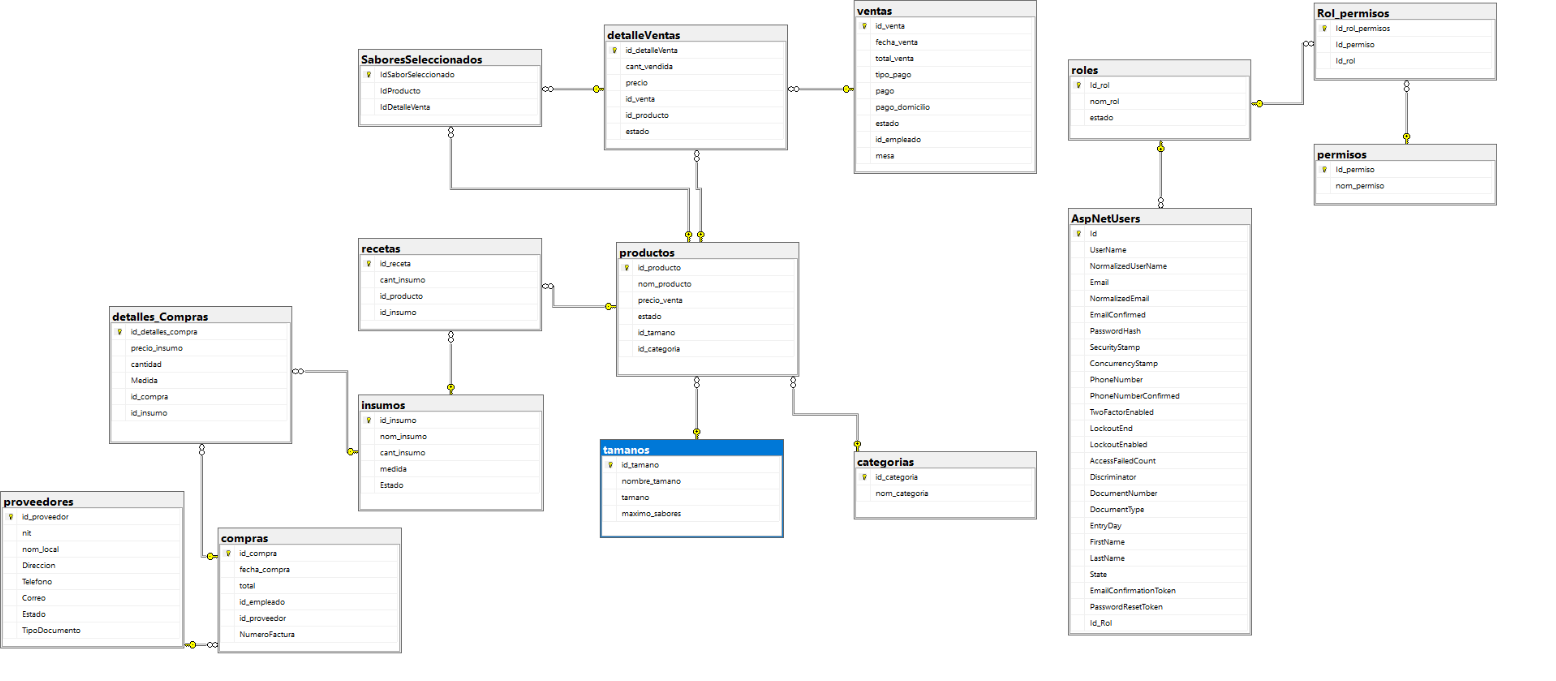 SaboresSeleccionados
IdSaborSeleccionado
IdProducto
IdDetalleVenta
detalleVentas
id_detalleVenta
cant_vendida
precio
id_venta
id_producto
estado
ventas
id_venta
fecha_venta
total_venta
tipo_pago
pago
pago_domicilio
estado
id_empleado
mesa
roles
Id_rol
nom_rol
estado
Rol_permisos
Id_rol_permisos
Id_permiso
Id_rol
permisos
Id_permiso
nom_permiso
recetas
id_receta
cant_insumo
id_producto
id_insumo
productos
id_producto
nom_producto
precio_venta
estado
id_tamano
id_categoria
AspNetUsers
Id
UserName
NormalizedUserName
Email
NormalizedEmail
EmailConfirmed
PasswordHash
SecurityStamp
ConcurrencyStamp
PhoneNumber
PhoneNumberConfirmed
TwoFactorEnabled
LockoutEnd
LockoutEnabled
AccessFailedCount
Discriminator
DocumentNumber
DocumentType
EntryDay
FirstName
LastName
State
EmailConfirmationToken
PasswordResetToken
Id_Rol
detalles_Compras
id_detalles_compra
precio_insumo
cantidad
Medida
id_compra
id_insumo
insumos
id_insumo
nom_insumo
cant_insumo
medida
Estado
tamanos
id_tamano
nombre_tamano
tamano
maximo_sabores
categorias
id_categoria
nom_categoria
proveedores
id_proveedor
nit
nom_local
Direccion
Telefono
Correo
Estado
TipoDocumento
compras
id_compra
fecha_compra
total
id_empleado
id_proveedor
NumeroFactura